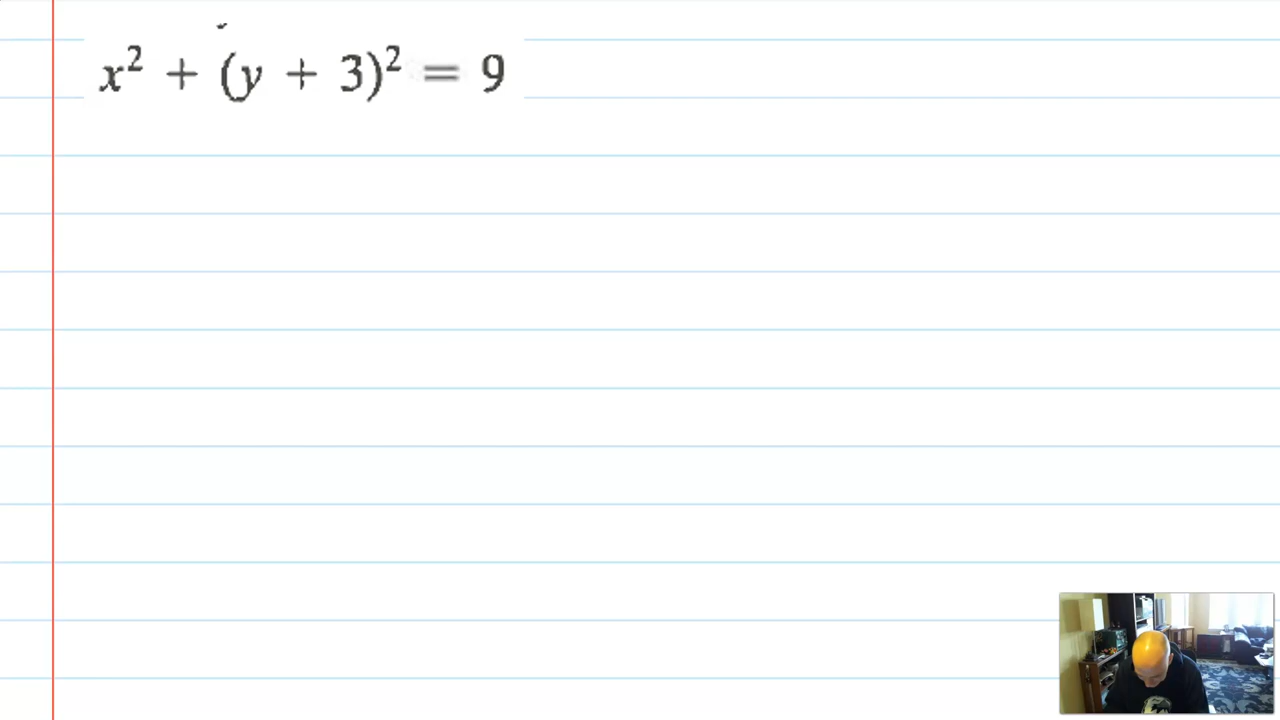 x² + (y + 3)² = 9